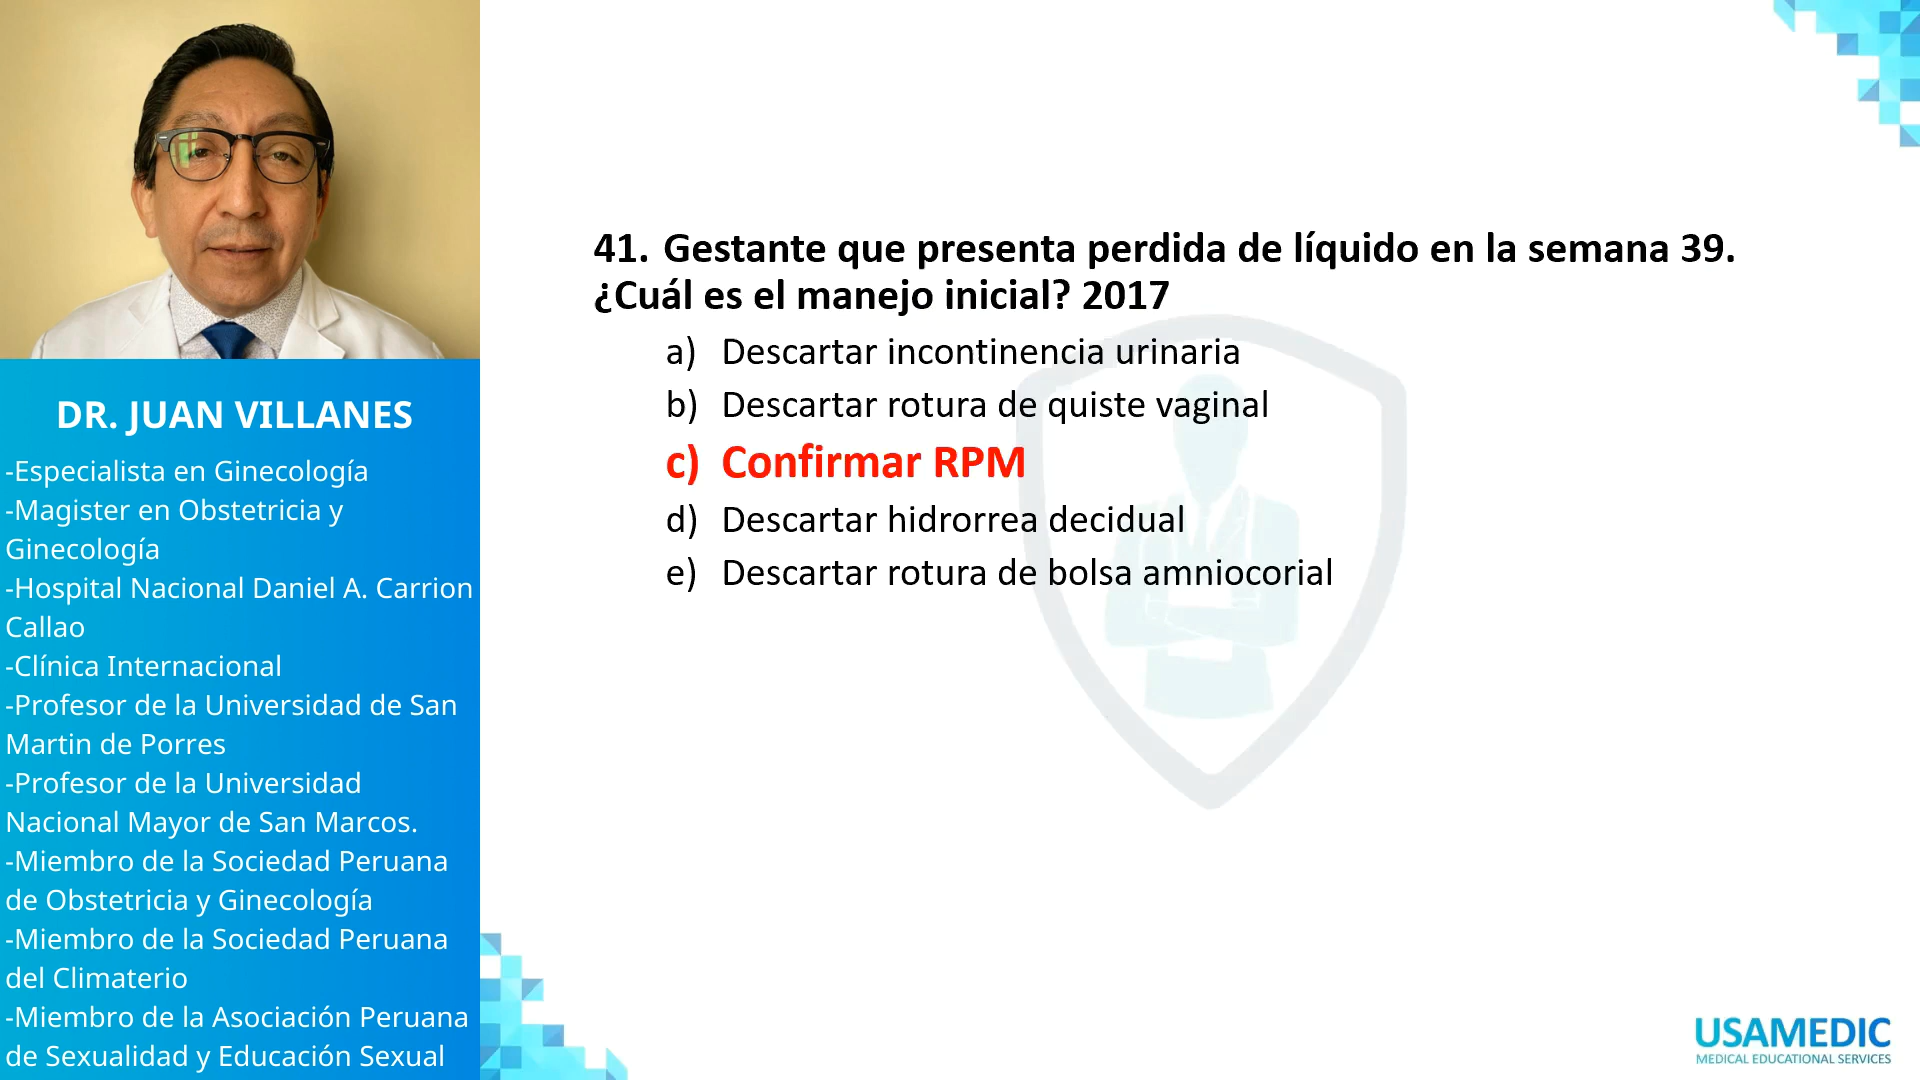 DR. JUAN VILLANES
-Especialista en Ginecología
-Magister en Obstetricia y
Ginecología
-Hospital Nacional Daniel A. Carrion
Callao
-Clínica Internacional
-Profesor de la Universidad de San
Martin de Porres
-Profesor de la Universidad
Nacional Mayor de San Marcos.
-Miembro de la Sociedad Peruana
de Obstetricia y Ginecología
-Miembro de la Sociedad Peruana
del Climaterio
-Miembro de la Asociación Peruana
de Sexualidad y Educación Sexual
41. Gestante que presenta perdida de líquido en la semana 39.
¿Cuál es el manejo inicial? 2017
a) Descartar incontinencia urinaria
b) Descartar rotura de quiste vaginal
c) Confirmar RPM
d) Descartar hidrorrea decidual
e) Descartar rotura de bolsa amniocorial
USAMEDIC
MEDICAL EDUCATIONAL SERVICES